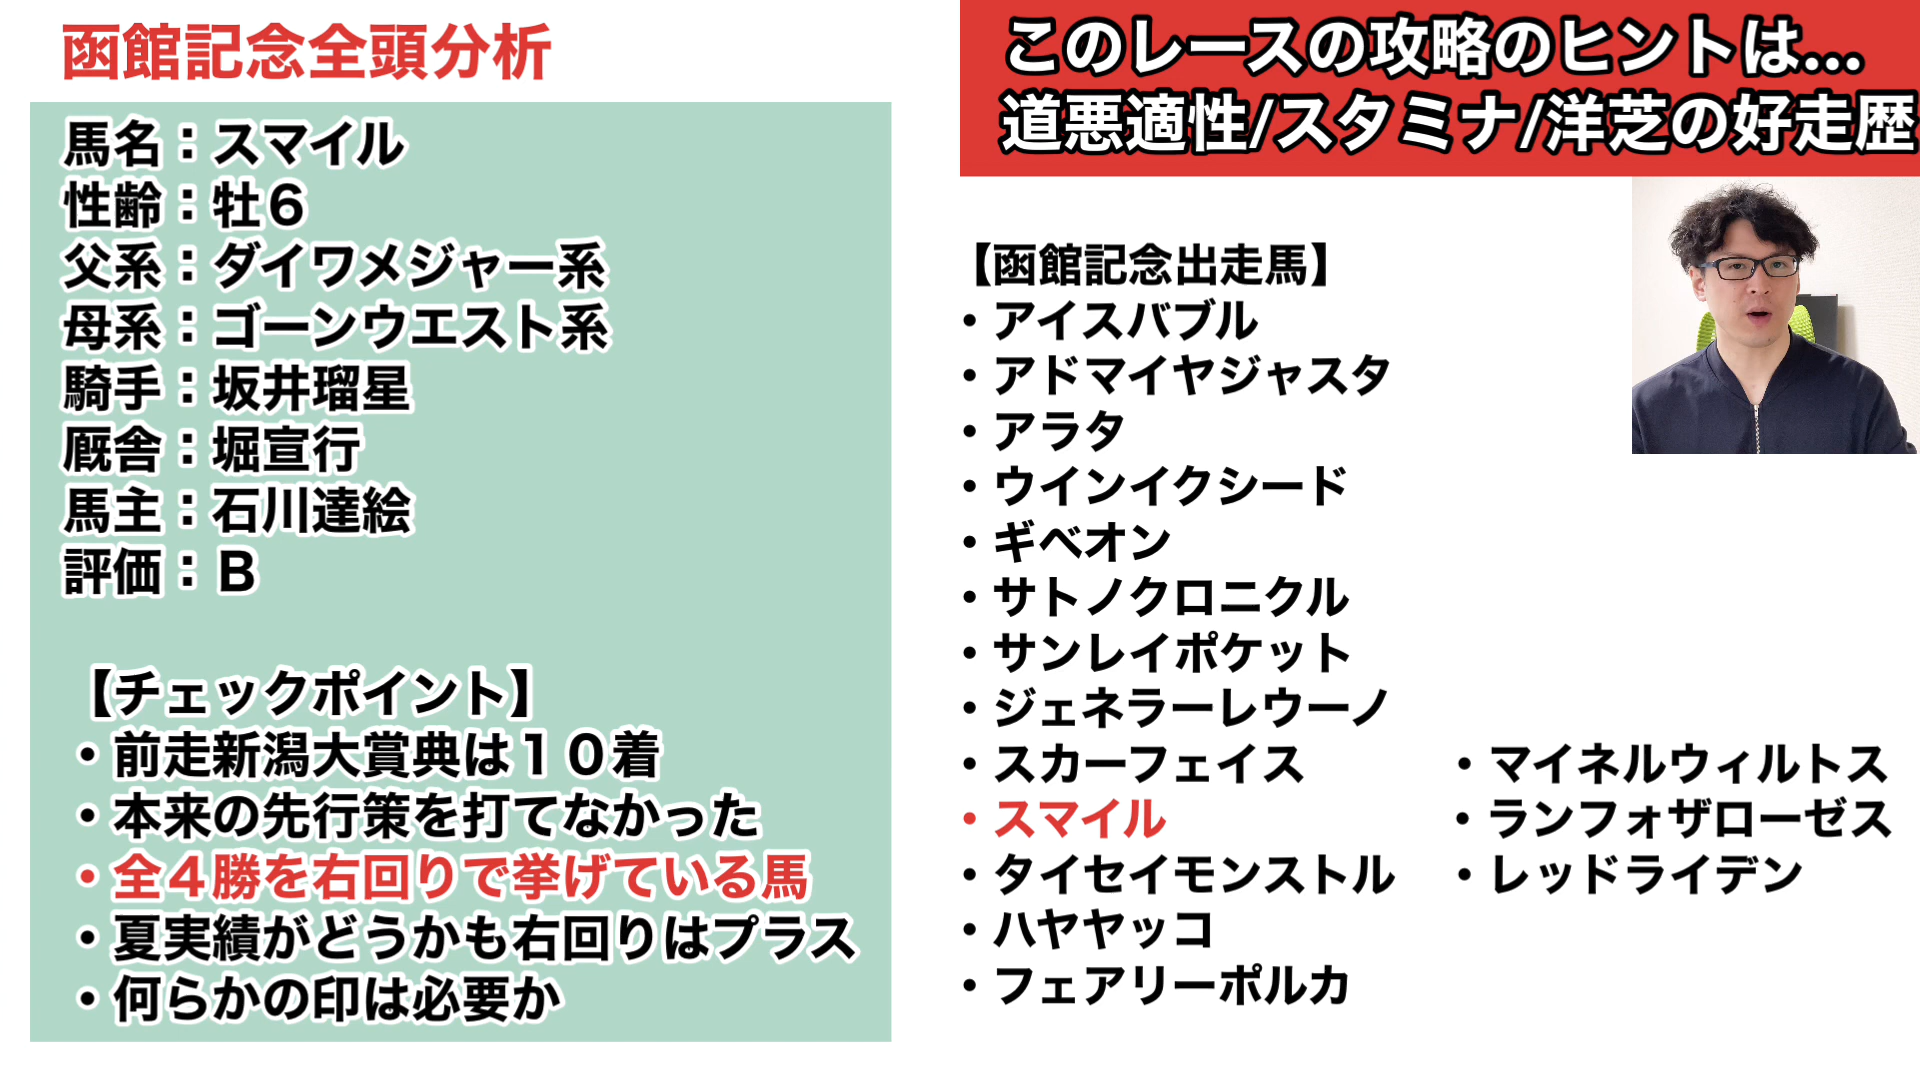 函館記念全頭分析
馬名：スマイル
性齢：牡６
父系：ダイワメジャー系
母系：ゴーンウエスト系
騎手：坂井瑠星
厩舎：堀宣行
馬主：石川達絵
評価：Ｂ
【チェックポイント】
・前走新潟大賞典は１０着
・本来の先行策を打てなかった
・全４勝を右回りで挙げている馬
・夏実績がどうかも右回りはプラス
・何らかの印は必要か
このレースの攻略のヒントは...
道悪適性/スタミナ/洋芝の好走歴
【函館記念出走馬】
・アイスバブル
・アドマイヤジャスタ
・アラタ
・ウインイクシード
・ギベオン
・サトノクロニクル
・サンレイポケット
・ジェネラーレウーノ
・スカーフェイス
・スマイル
・タイセイモンストル
・ハヤヤッコ
・フェアリーポルカ
・マイネルウィルトス
・ランフォザローゼス
・レッドライデン